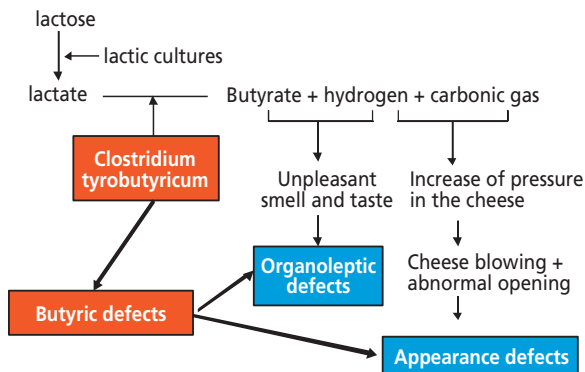 lactose
lactic cultures
lactate
Butyrate + hydrogen + carbonic gas
Clostridium
tyrobutyricum
Unpleasant
smell and taste
Increase of pressure
in the cheese
Organoleptic
defects
Cheese blowing +
abnormal opening
Butyric defects
Appearance defects